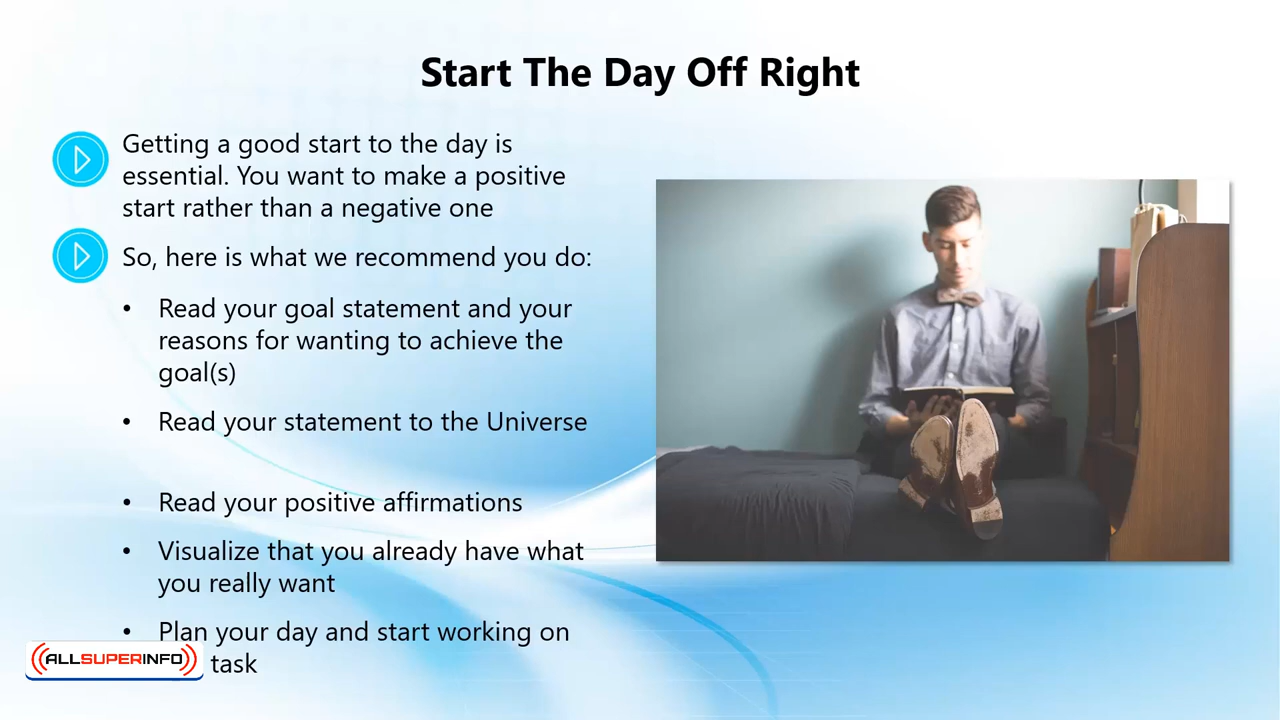 Start The Day Off Right
Getting a good start to the day is
essential. You want to make a positive
start rather than a negative one
So, here is what we recommend you do:
• Read your goal statement and your
reasons for wanting to achieve the
goal(s)
• Read your statement to the Universe
• Read your positive affirmations
• Visualize that you already have what
you really want
• Plan your day and start working on
task
ALLSUPERINFO